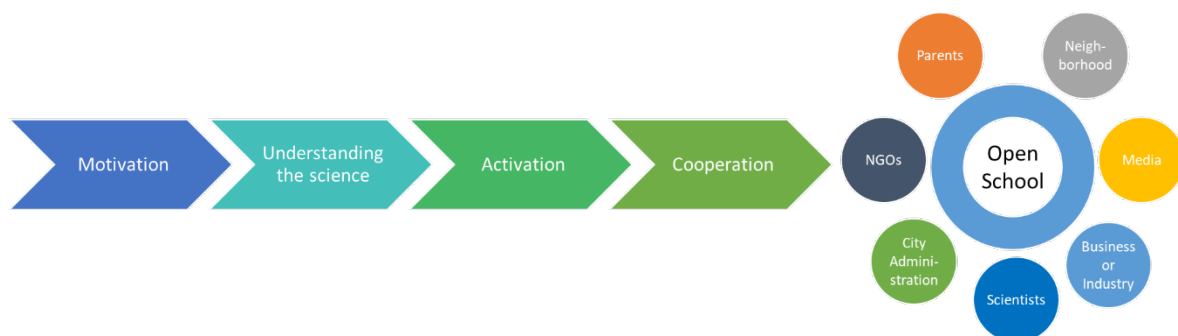 Motivation
Understanding
the science
Activation
Cooperation
Parents
Neigh-
borhood
NGOs
Open
School
Media
City
Admini-
stration
Business
or
Industry
Scientists